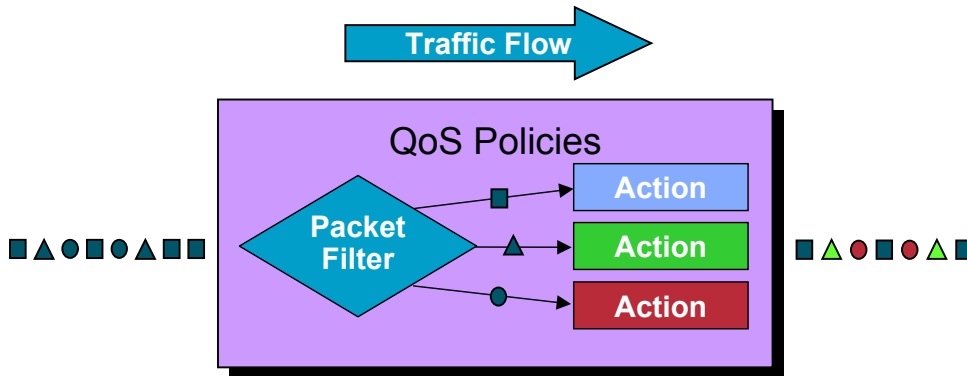 Traffic Flow
QoS Policies
Packet
Filter
Action
Action
Action